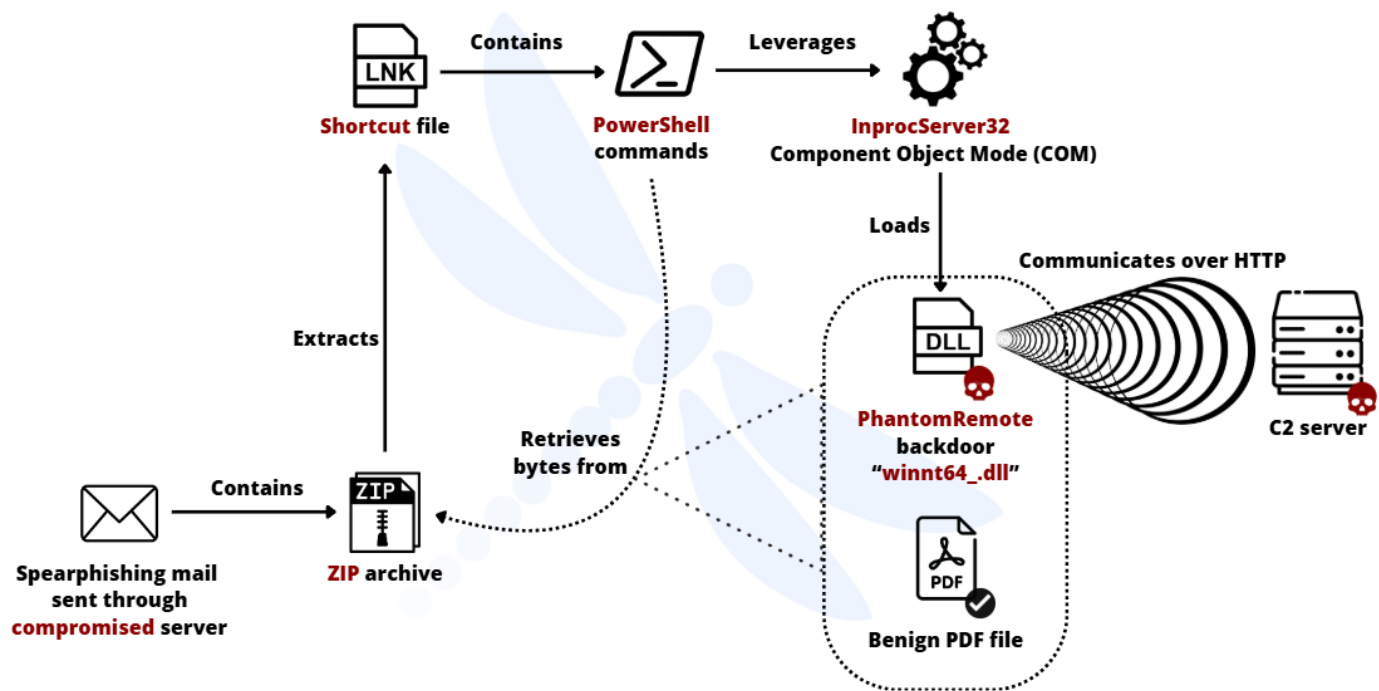 Contains
Leverages
LNK
Shortcut file
PowerShell
commands
InprocServer32
Component Object Mode (COM)
Loads
Communicates over HTTP
Extracts
DLL
PhantomRemote
backdoor
“winnt64_.dll”
C2 server
Retrieves
bytes from
Contains
ZIP
Spearphishing mail
sent through
compromised server
ZIP archive
PDF
Benign PDF file